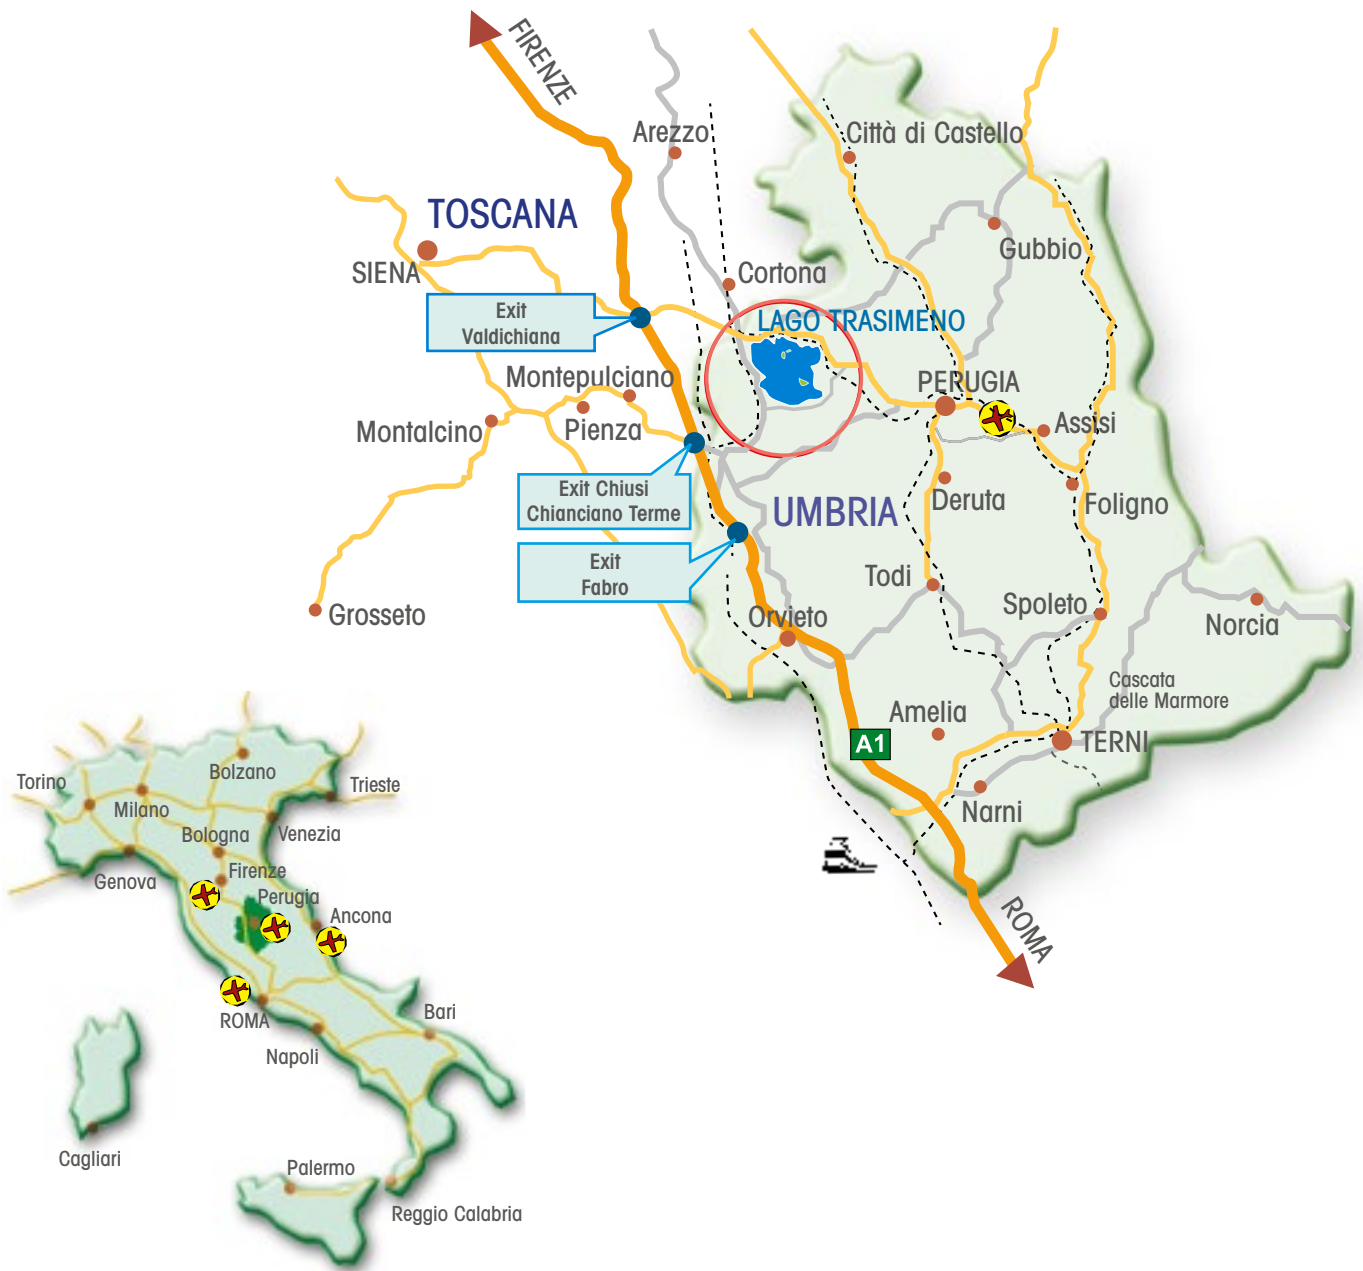 FIRENZE
Arezzo
Città di Castello
TOSCANA
SIENA
Gubbio
Cortona
Exit
Valdichiana
LAGO TRASIMENO
Montepulciano
PERUGIA
Montalcino
Pienza
Assisi
Exit Chiusi
Chianciano Terme
UMBRIA
Deruta
Foligno
Exit
Fabro
Todi
Spoleto
Grosseto
Orvieto
Norcia
Cascata
delle Marmore
Amelia
A1
TERNI
Narni
ROMA
Bolzano
Torino
Milano
Trieste
Bologna
Venezia
Genova
Firenze
Perugia
Ancona
ROMA
Bari
Napoli
Cagliari
Palermo
Reggio Calabria